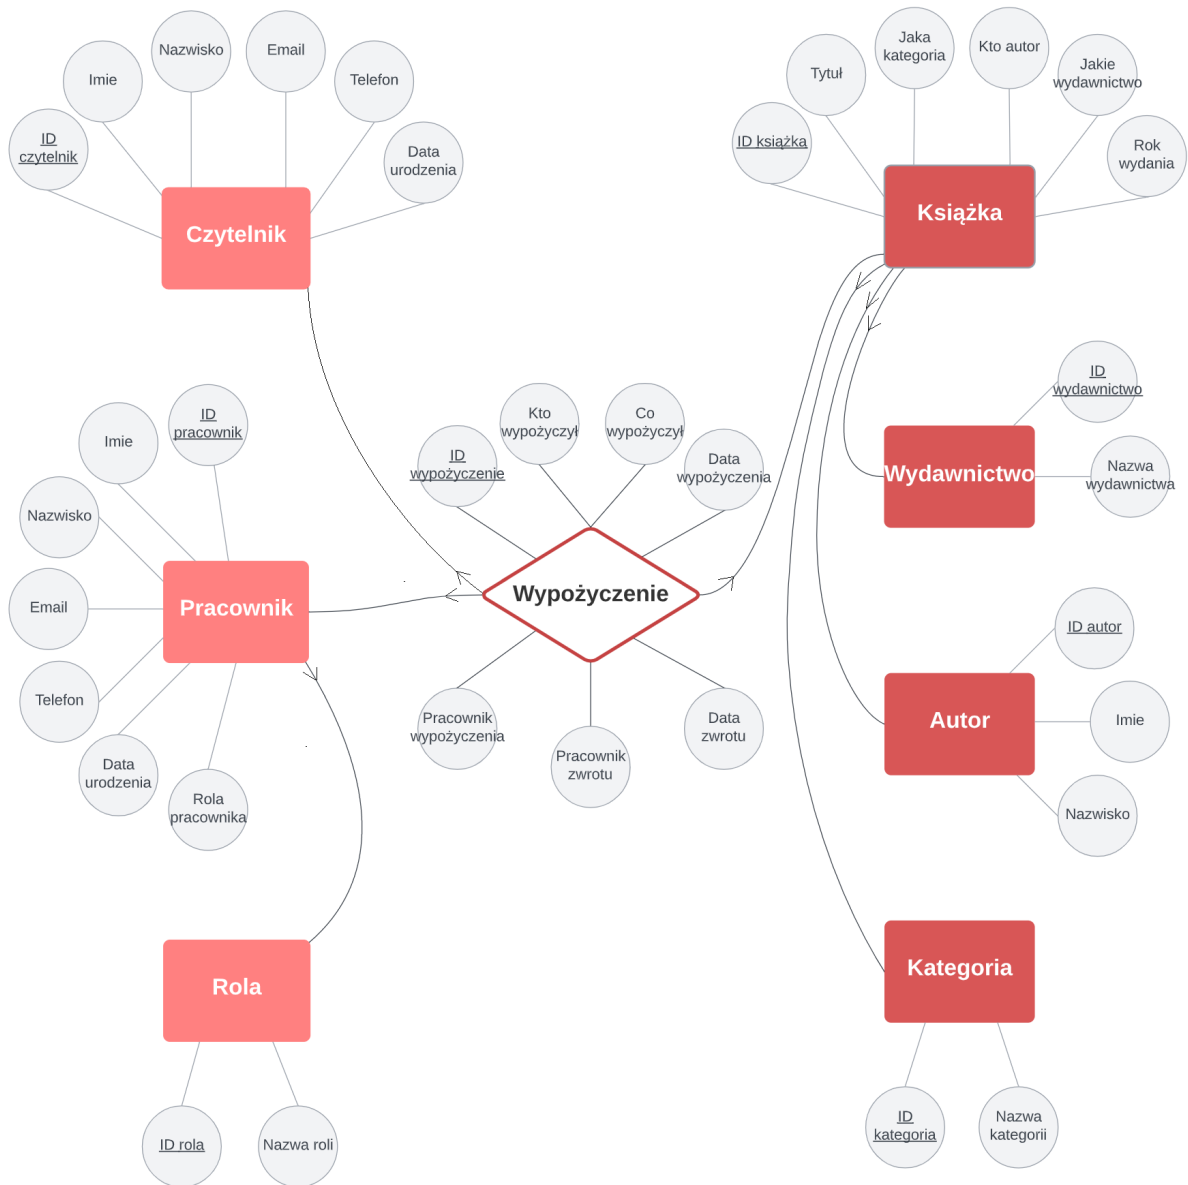 Nazwisko
Email
Imie
Telefon
ID
czytelnik
Data
urodzenia
Czytelnik
Jaka
kategoria
Kto autor
Tytuł
Jakie
wydawnictwo
ID książka
Rok
wydania
Książka
ID
wydawnictwo
Nazwa
wydawnictwa
Wydawnictwo
ID
pracownik
Imie
Nazwisko
Email
Telefon
Data
urodzenia
Rola
pracownika
Pracownik
Kto
wypożyczył
Co
wypożyczył
ID
wypożyczenie
Data
wypożyczenia
Wypożyczenie
Pracownik
wypożyczenia
Pracownik
zwrotu
Data
zwrotu
ID autor
Autor
Imie
Nazwisko
Rola
ID rola
Nazwa roli
Kategoria
ID
kategoria
Nazwa
kategorii